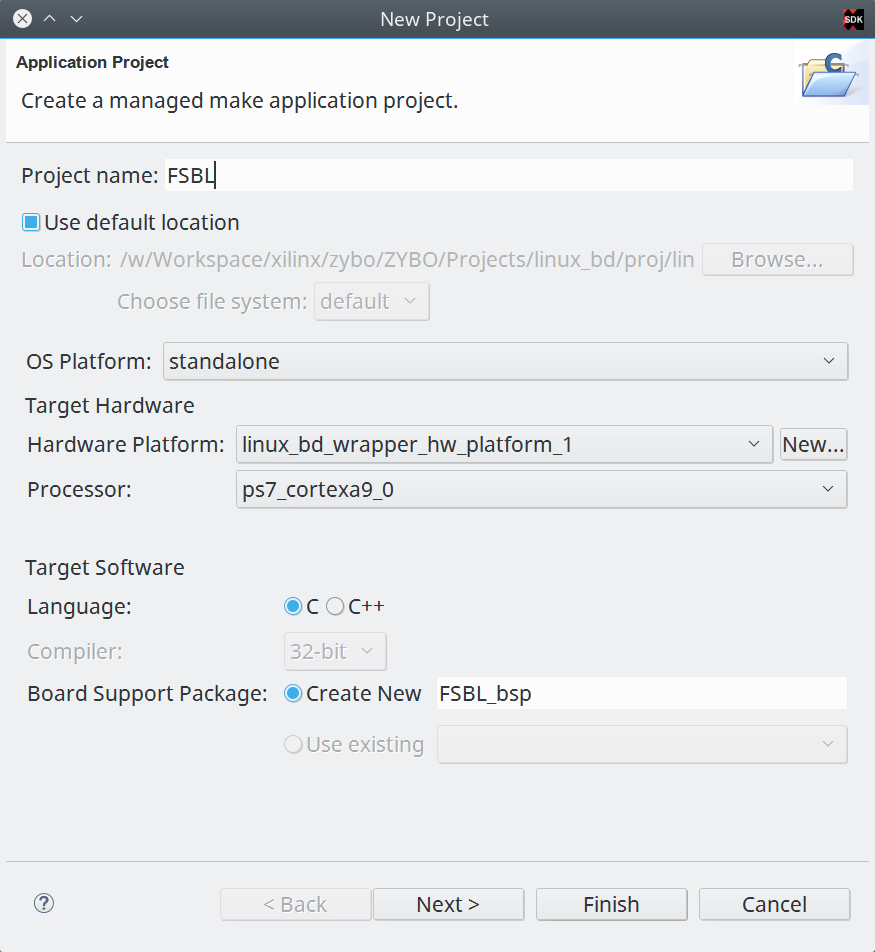 New Project
SDK
Application Project
C
Create a managed make application project.
Project name: FSBL
Use default location
Location: /w/Workspace/xilinx/zybo/ZYBO/Projects/linux_bd/proj/lin Browse...
Choose file system: default
OS Platform: standalone
Target Hardware
Hardware Platform: linux_bd_wrapper_hw_platform_1 New...
Processor: ps7_cortexa9_0
Target Software
Language: C C++
Compiler: 32-bit
Board Support Package: Create New FSBL_bsp
Use existing
? < Back Next > Finish Cancel